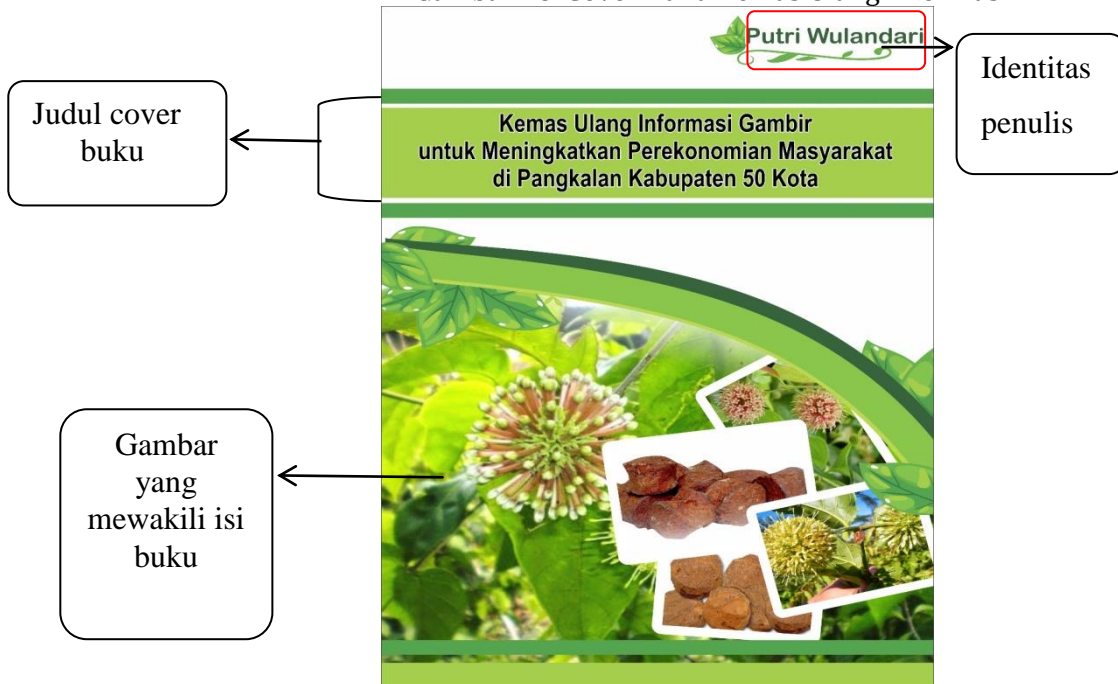 Putri Wulandari
Identitas
penulis
Judul cover
buku
Kemas Ulang Informasi Gambir
untuk Meningkatkan Perekonomian Masyarakat
di Pangkalan Kabupaten 50 Kota
Gambar
yang
mewakili isi
buku